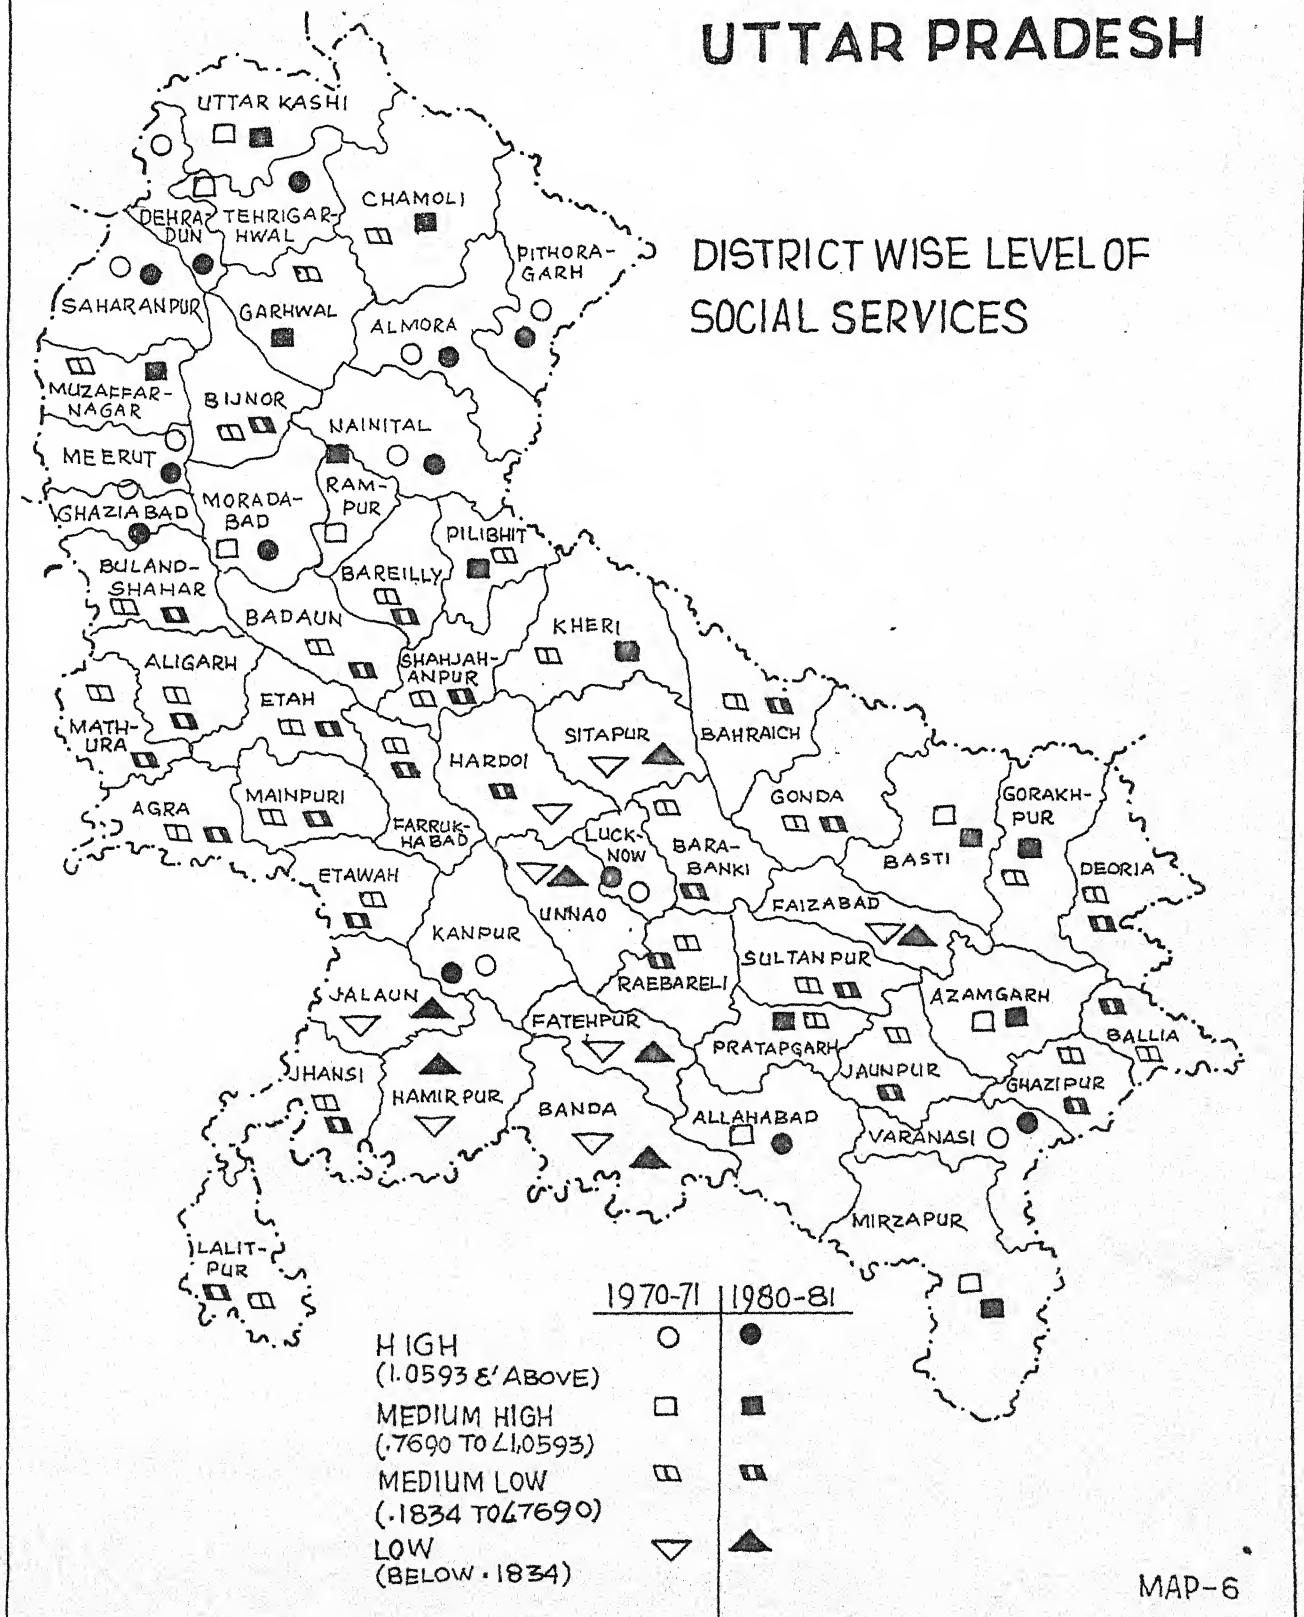 UTTAR PRADESH
DISTRICT WISE LEVEL OF
SOCIAL SERVICES
UTTAR KASHI
CHAMOLI
DEHRA-
DUN
TEHRIGAR-
HWAL
PITHORA-
GARH
SAHARANPUR
GARHWAL
ALMORA
MUZAFFAR-
NAGAR
BIJNOR
NAINITAL
MEERUT
RAM-
PUR
GHAZIABAD
MORADA-
BAD
PILIBHIT
BULAND-
SHAHAR
BAREILLY
BADAUN
KHERI
ALIGARH
SHAHJAH-
ANPUR
ETAH
MATH-
URA
SITAPUR
BAHRAICH
HARDOI
AGRA
MAINPURI
GONDA
GORAKH-
PUR
FARRUK-
HABAD
LUCK-
NOW
BARA-
BANKI
BASTI
DEORIA
ETAWAH
UNNAO
FAIZABAD
KANPUR
RAEBARELI
SULTANPUR
JALAUN
FATEHPUR
AZAMGARH
PRATAPGARH
BALLIA
JHANSI
HAMIRPUR
JAUNPUR
GHAZIPUR
BANDA
ALLAHABAD
VARANASI
MIRZAPUR
LALIT-
PUR
1970-71 1980-81
HIGH
(1.0593 & ABOVE)
MEDIUM HIGH
(.7690 TO <1.0593)
MEDIUM LOW
(.1834 TO <7690)
LOW
(BELOW .1834)
MAP-6